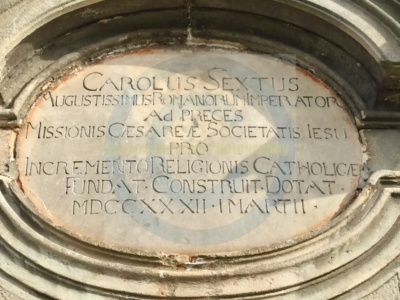 CAROLUS SEXTUS
AUGUSTISSIMUS ROMANORUM IMPERATOR
AD PRECES
MISSIONIS CÆSAREÆ SOCIETATIS IESU
PRO
INCREMENTO RELIGIONIS CATHOLICÆ
FUNDAT · CONSTRUIT · DOTAT ·
MDCCXXXII · I MARTII ·